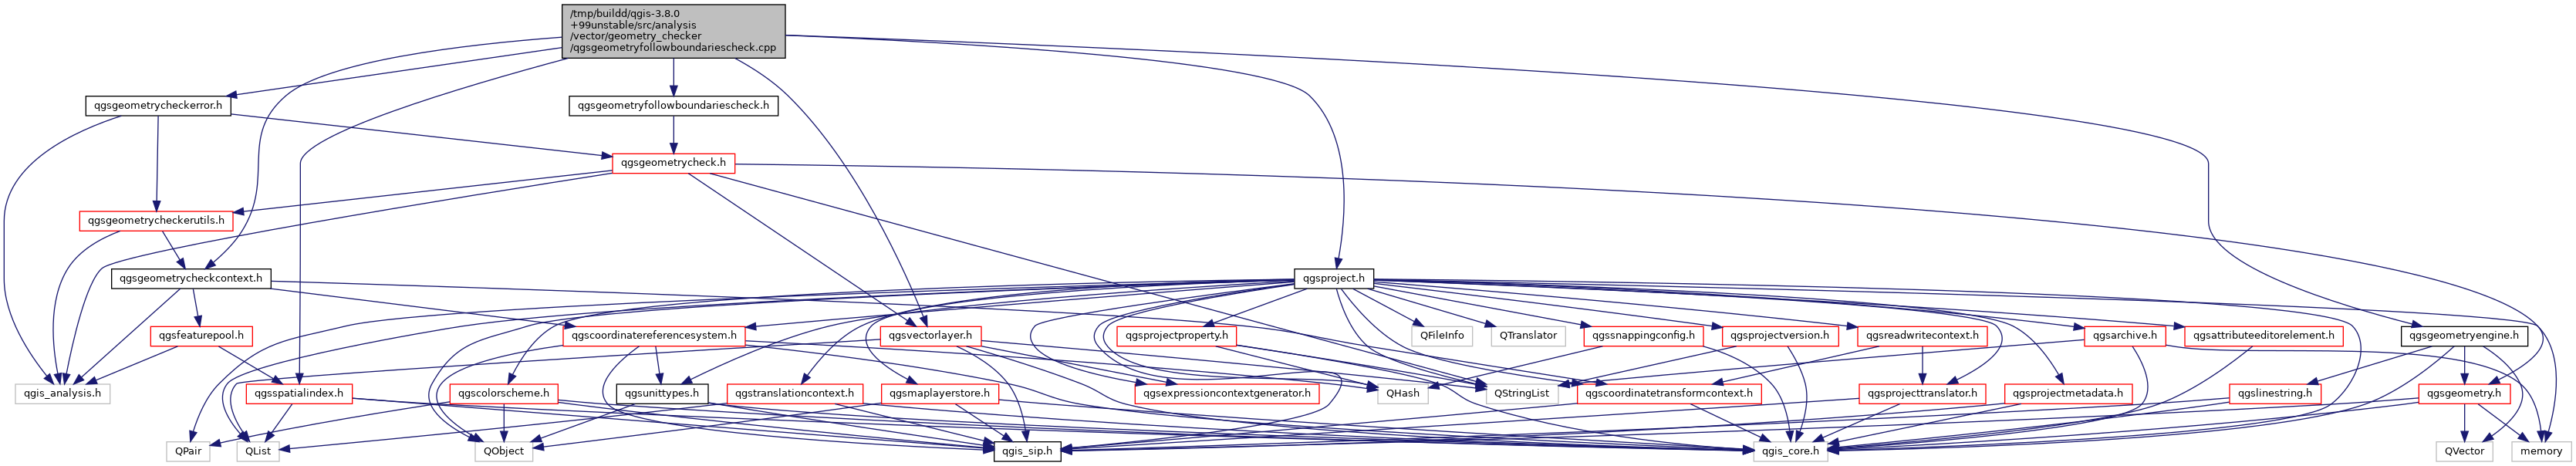 /tmp/buildd/qgis-3.8.0
+99unstable/src/analysis
/vector/geometry_checker
/qgsgeometryfollowboundariescheck.cpp
qgsgeometrycheckerror.h
qgsgeometryfollowboundariescheck.h
qgsgeometrycheck.h
qgsgeometrycheckerutils.h
qgsgeometrycheckcontext.h
qgsproject.h
qgsfeaturepool.h
qgscoordinatereferencesystem.h
qgsvectorlayer.h
qgsprojectproperty.h
QFileInfo
QTranslator
qgssnappingconfig.h
qgsprojectversion.h
qgsreadwritecontext.h
qgsarchive.h
qgsattributeeditorelement.h
qgsgeometryengine.h
qgis_analysis.h
qgsspatialindex.h
qgscolorscheme.h
qgsunittypes.h
qgstranslationcontext.h
qgsmaplayerstore.h
qgsexpressioncontextgenerator.h
QHash
QStringList
qgscoordinatetransformcontext.h
qgsprojecttranslator.h
qgsprojectmetadata.h
qgslinestring.h
qgsgeometry.h
QPair
QList
QObject
qgis_sip.h
qgis_core.h
QVector
memory